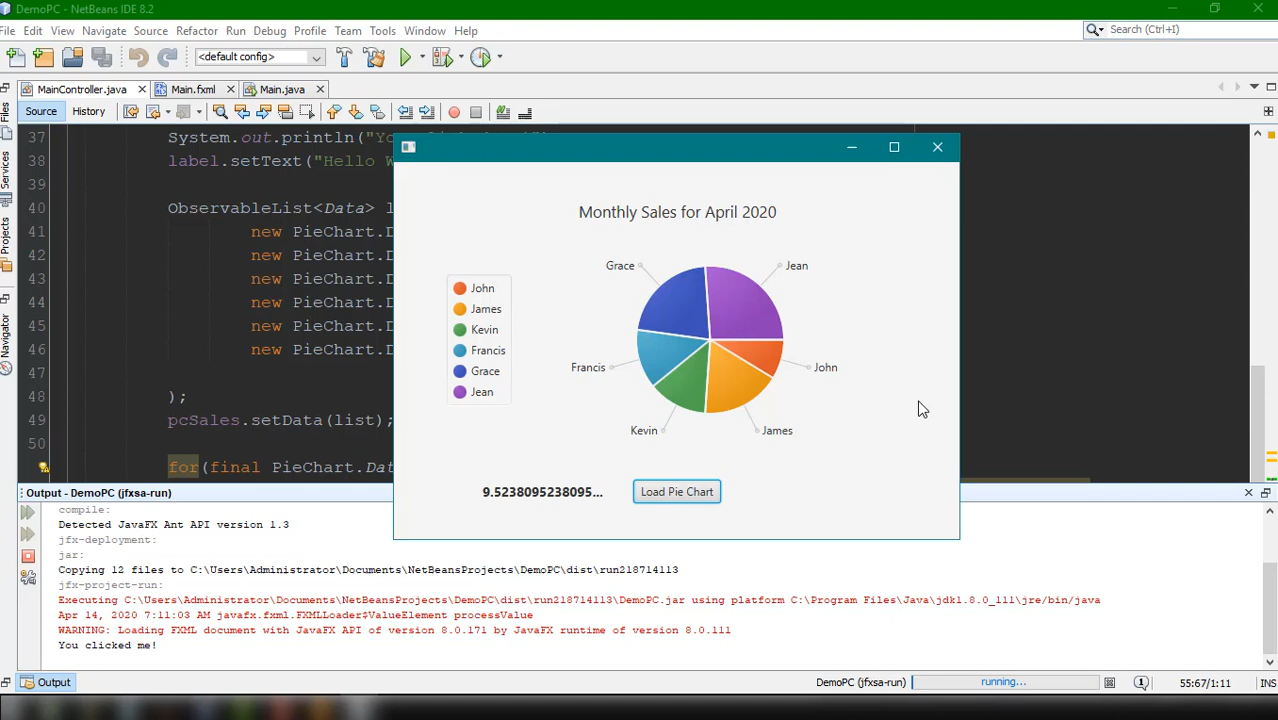 DemoPC - NetBeans IDE 8.2
File Edit View Navigate Source Refactor Run Debug Profile Team Tools Window Help
Search (Ctrl+I)
<default config>
MainController.java Main.fxml Main.java
Source History
Files
Services
Projects
Navigator
37 System.out.println("Yo
38 label.setText("Hello W
39
40 ObservableList<Data> l
41 new PieChart.D
42 new PieChart.D
43 new PieChart.D
44 new PieChart.D
45 new PieChart.D
46 new PieChart.D
47
48 );
49 pcSales.setData(list);
50
for(final PieChart.Dat
Monthly Sales for April 2020
Grace
Jean
John
James
Kevin
Francis
Grace
Jean
Francis
John
Kevin
James
9.5238095238095...
Load Pie Chart
Output - DemoPC (jfxsa-run)
compile:
Detected JavaFX Ant API version 1.3
jfx-deployment:
jar:
Copying 12 files to C:\Users\Administrator\Documents\NetBeansProjects\DemoPC\dist\run218714113
jfx-project-run:
Executing C:\Users\Administrator\Documents\NetBeansProjects\DemoPC\dist\run218714113\DemoPC.jar using platform C:\Program Files\Java\jdk1.8.0_111\jre/bin/java
Apr 14, 2020 7:11:03 AM javafx.fxml.FXMLLoader$ValueElement processValue
WARNING: Loading FXML document with JavaFX API of version 8.0.171 by JavaFX runtime of version 8.0.111
You clicked me!
Output
DemoPC (jfxsa-run)
running...
1
55:67/1:11
INS